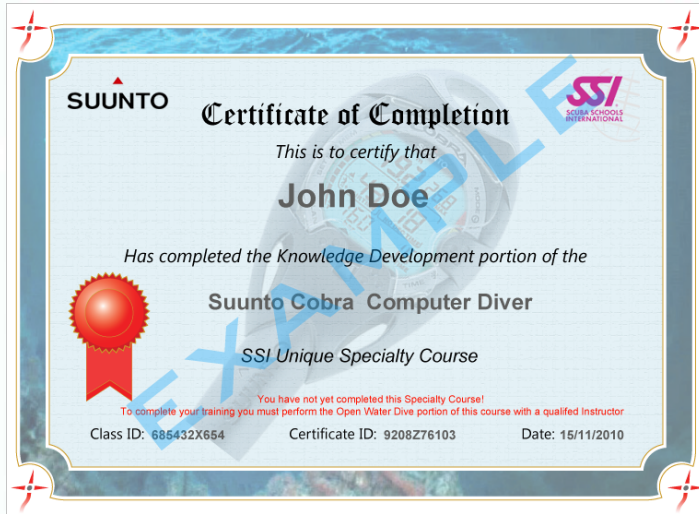 SUUNTO
SSI
SCUBA SCHOOLS
INTERNATIONAL
Certificate of Completion
This is to certify that
John Doe
Has completed the Knowledge Development portion of the
Suunto Cobra Computer Diver
SSI Unique Specialty Course
EXAMPLE
You have not yet completed this Specialty Course!
To complete your training you must perform the Open Water Dive portion of this course with a qualifed Instructor
Class ID: 685432X654 Certificate ID: 9208Z76103 Date: 15/11/2010